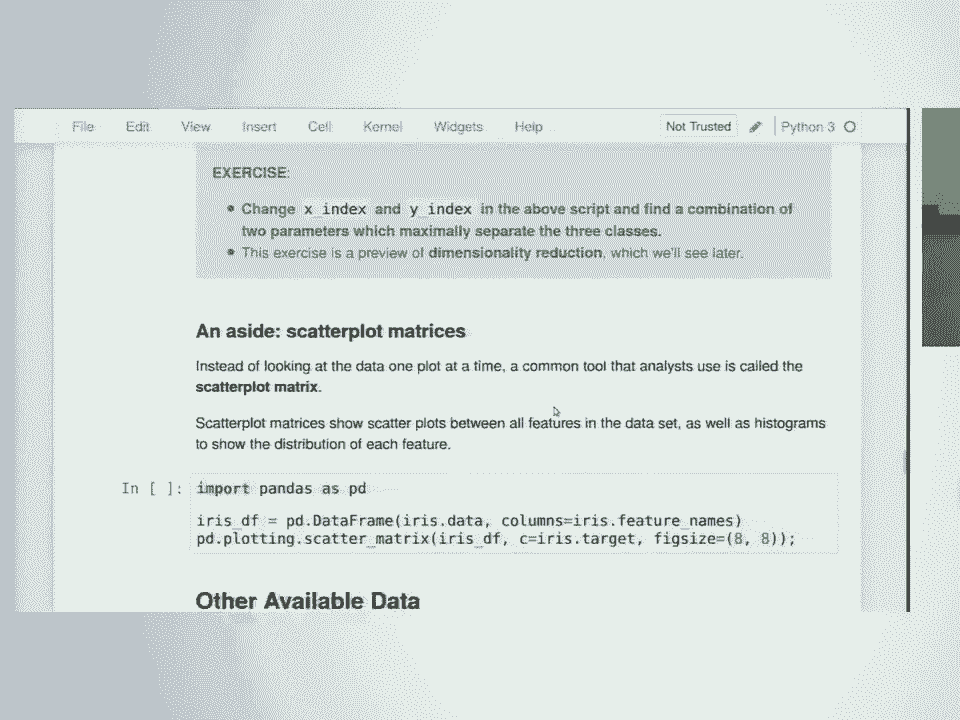 File Edit View Insert Cell Kernel Widgets Help Not Trusted Python 3
EXERCISE:
• Change x_index and y_index in the above script and find a combination of
two parameters which maximally separate the three classes.
• This exercise is a preview of dimensionality reduction, which we'll see later.
An aside: scatterplot matrices
Instead of looking at the data one plot at a time, a common tool that analysts use is called the
scatterplot matrix.
Scatterplot matrices show scatter plots between all features in the data set, as well as histograms
to show the distribution of each feature.
In [ ]: import pandas as pd
iris_df = pd.DataFrame(iris.data, columns=iris.feature_names)
pd.plotting.scatter_matrix(iris_df, c=iris.target, figsize=(8, 8));
Other Available Data